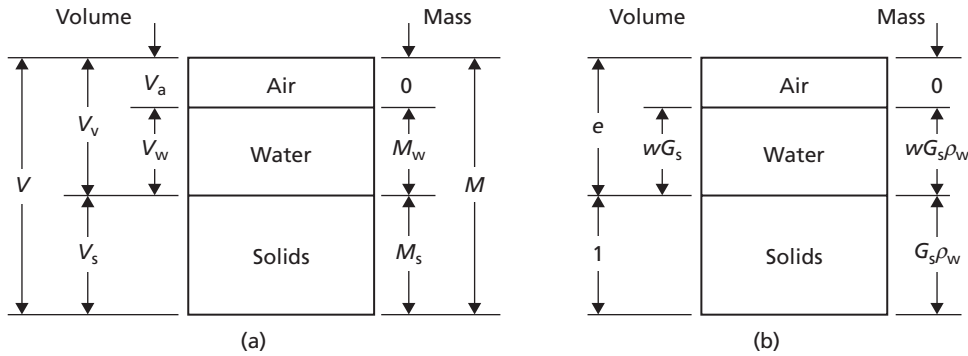 Volume Mass
V_a Air 0
V_v
V_w Water M_w
V M
V_s Solids M_s
(a)
Volume Mass
Air 0
e
wG_s Water wG_sρ_w
1 Solids G_sρ_w
(b)